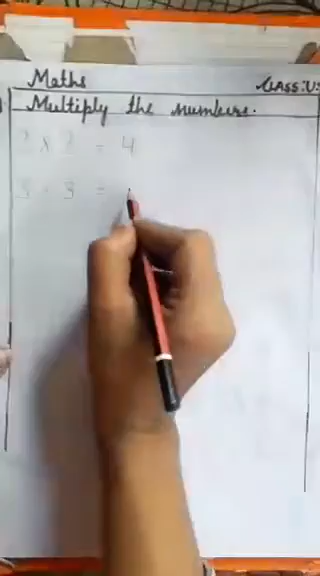 Maths CLASS: U
Multiply the numbers.
2 x 2 = 4
3 3 =